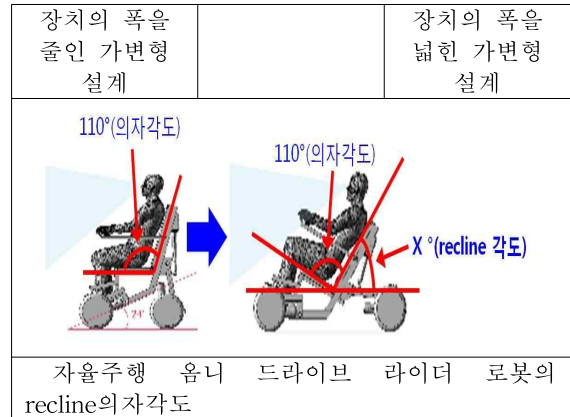 장치의 폭을
줄인 가변형
설계
장치의 폭을
넓힌 가변형
설계
110°(의자각도)
110°(의자각도)
X °(recline 각도)
24'
자율주행 옴니 드라이브 라이더 로봇의
recline의자각도